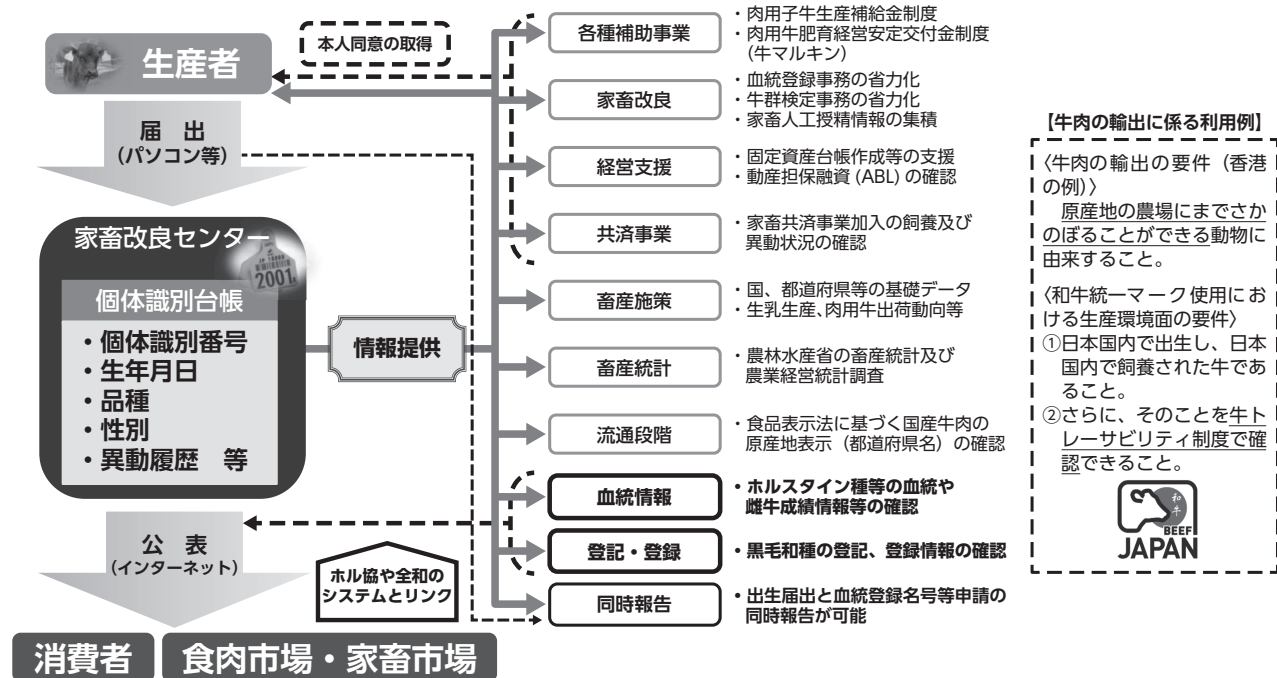 生産者
本人同意の取得
届　出
(パソコン等)
家畜改良センター
2001
個体識別台帳
・個体識別番号
・生年月日
・品種
・性別
・異動履歴　等
情報提供
公　表
(インターネット)
ホル協や全和の
システムとリンク
消費者
食肉市場・家畜市場
各種補助事業
・肉用子牛生産補給金制度
・肉用牛肥育経営安定交付金制度
(牛マルキン)
家畜改良
・血統登録事務の省力化
・牛群検定事務の省力化
・家畜人工授精情報の集積
経営支援
・固定資産台帳作成等の支援
・動産担保融資 (ABL) の確認
共済事業
・家畜共済事業加入の飼養及び
異動状況の確認
畜産施策
・国、都道府県等の基礎データ
・生乳生産、肉用牛出荷動向等
畜産統計
・農林水産省の畜産統計及び
農業経営統計調査
流通段階
・食品表示法に基づく国産牛肉の
原産地表示（都道府県名）の確認
血統情報
・ホルスタイン種等の血統や
雌牛成績情報等の確認
登記・登録
・黒毛和種の登記、登録情報の確認
同時報告
・出生届出と血統登録名号等申請の
同時報告が可能
【牛肉の輸出に係る利用例】
〈牛肉の輸出の要件（香港
の例）〉
原産地の農場にまでさか
のぼることができる動物に
由来すること。
〈和牛統一マーク使用にお
ける生産環境面の要件〉
①日本国内で出生し、日本
国内で飼養された牛であ
ること。
②さらに、そのことを牛ト
レーサビリティ制度で確
認できること。
和牛
BEEF
JAPAN